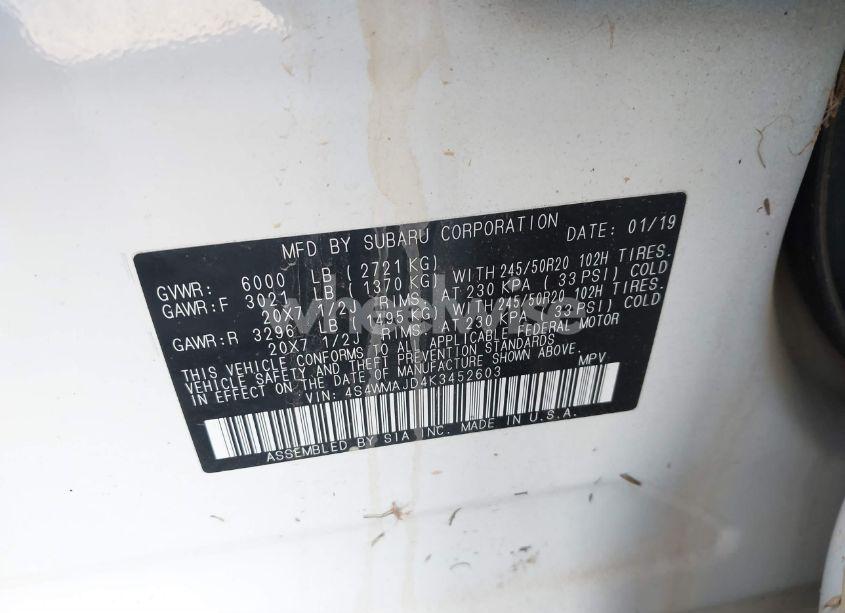 MFD BY SUBARU CORPORATION DATE: 01/19
GVWR: 6000 LB ( 2721 KG)
GAWR:F 3021 LB ( 1370 KG) WITH 245/50R20 102H TIRES.
20X7 1/2J RIMS AT 230 KPA ( 33 PSI) COLD
GAWR:R 3296 LB ( 1495 KG) WITH 245/50R20 102H TIRES.
20X7 1/2J RIMS AT 230 KPA ( 33 PSI) COLD
THIS VEHICLE CONFORMS TO ALL APPLICABLE FEDERAL MOTOR
VEHICLE SAFETY AND THEFT PREVENTION STANDARDS
IN EFFECT ON THE DATE OF MANUFACTURE SHOWN ABOVE.
VIN: 4S4WMAJD4K3452603 MPV
ASSEMBLED BY SIA INC. MADE IN U.S.A.
wheelwise